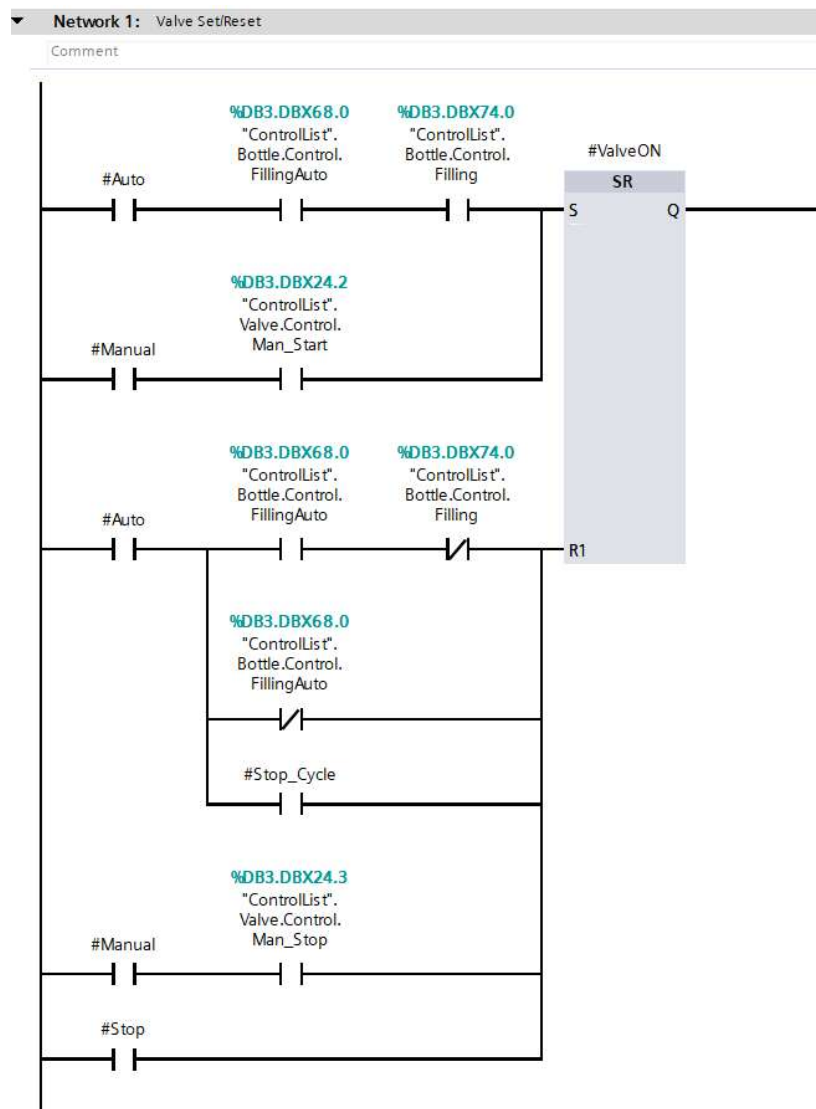 Network 1: Valve Set/Reset
Comment
%DB3.DBX68.0
"ControlList".
Bottle.Control.
FillingAuto
%DB3.DBX74.0
"ControlList".
Bottle.Control.
Filling
#Auto
#ValveON
SR
S
Q
%DB3.DBX24.2
"ControlList".
Valve.Control.
Man_Start
#Manual
%DB3.DBX68.0
"ControlList".
Bottle.Control.
FillingAuto
%DB3.DBX74.0
"ControlList".
Bottle.Control.
Filling
#Auto
R1
%DB3.DBX68.0
"ControlList".
Bottle.Control.
FillingAuto
#Stop_Cycle
%DB3.DBX24.3
"ControlList".
Valve.Control.
Man_Stop
#Manual
#Stop